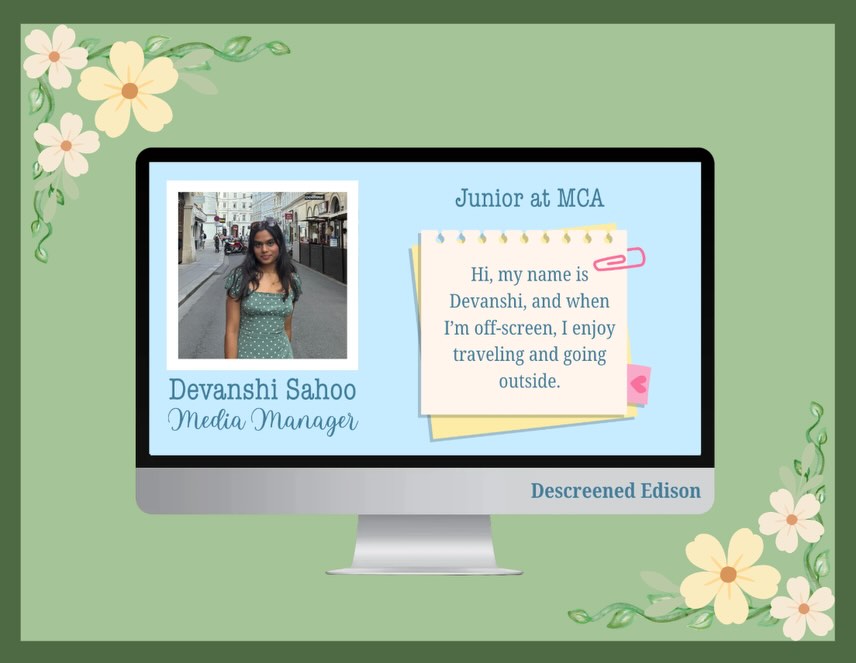 Devanshi Sahoo
Media Manager
Junior at MCA
Hi, my name is
Devanshi, and when
I’m off-screen, I enjoy
traveling and going
outside.
Descreened Edison